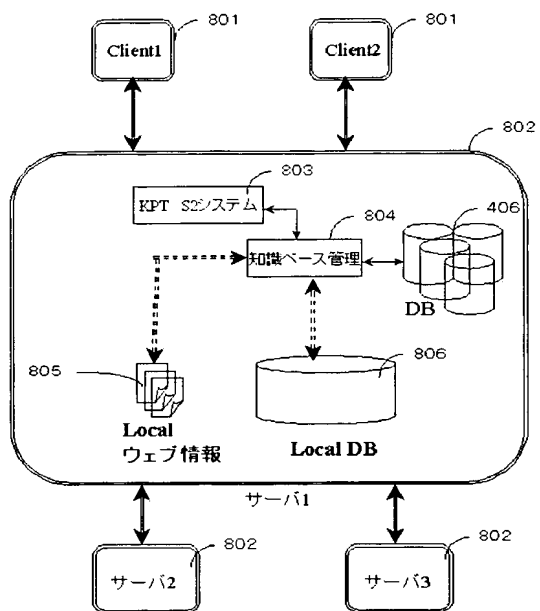 801
801
Client1
Client2
802
803
KPT S2システム
804
406
知識ベース管理
DB
805
806
Local
ウェブ情報
Local DB
サーバ1
802
802
サーバ2
サーバ3